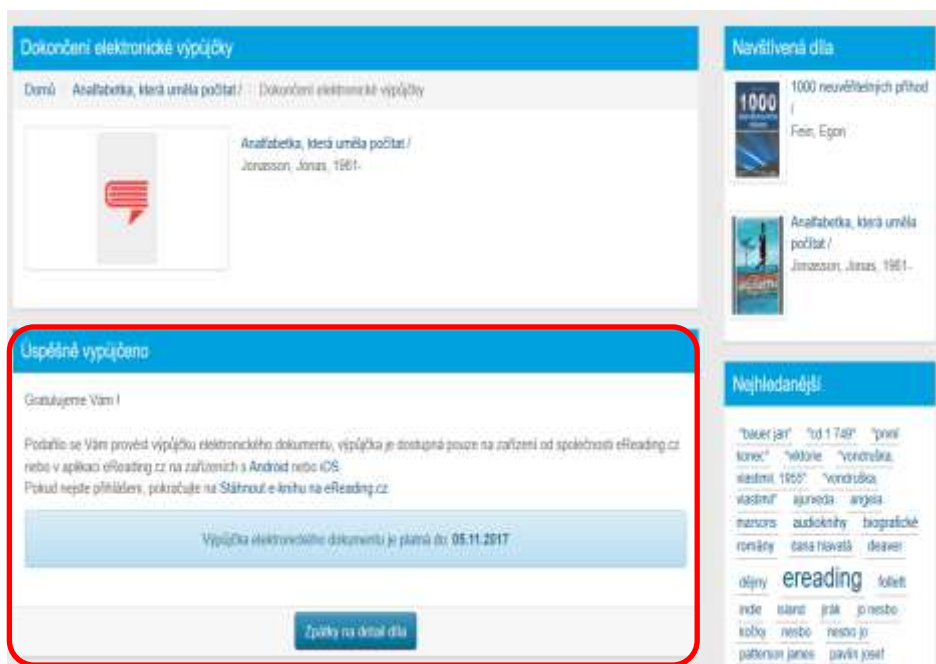 Dokončení elektronické výpůjčky
Domů Analfabetka, která uměla počítat / Dokončení elektronické výpůjčky
Analfabetka, která uměla počítat /
Jonasson, Jonas, 1961-
Úspěšně vypůjčeno
Gratulujeme Vám !
Podařilo se Vám provést výpůjčku elektronického dokumentu, výpůjčka je dostupná pouze na zařízení od společnosti eReading.cz
nebo v aplikaci eReading.cz na zařízeních s Android nebo iOS.
Pokud nejste přihlášeni, pokračujte na Stáhnout e-knihu na eReading.cz
Výpůjčka elektronického dokumentu je platná do: 05.11.2017
Zpátky na detail díla
Navštívená díla
1000
1000 neuvěřitelných příhod
/
Fein, Egon
Analfabetka, která uměla
počítat /
Jonasson, Jonas, 1961-
Nejhledanější
"bauer jan" "cd 1 749" "první
konec" "viktorie "vondruška,
vlastimil, 1955" "vondruška,
vlastimil" ajurveda angela
marsons audioknihy biografické
romány dana hlavatá deaver
dějiny ereading follett
indie island jirák jo nesbo
kočky nesbo nesbo jo
patterson james pavlín josef